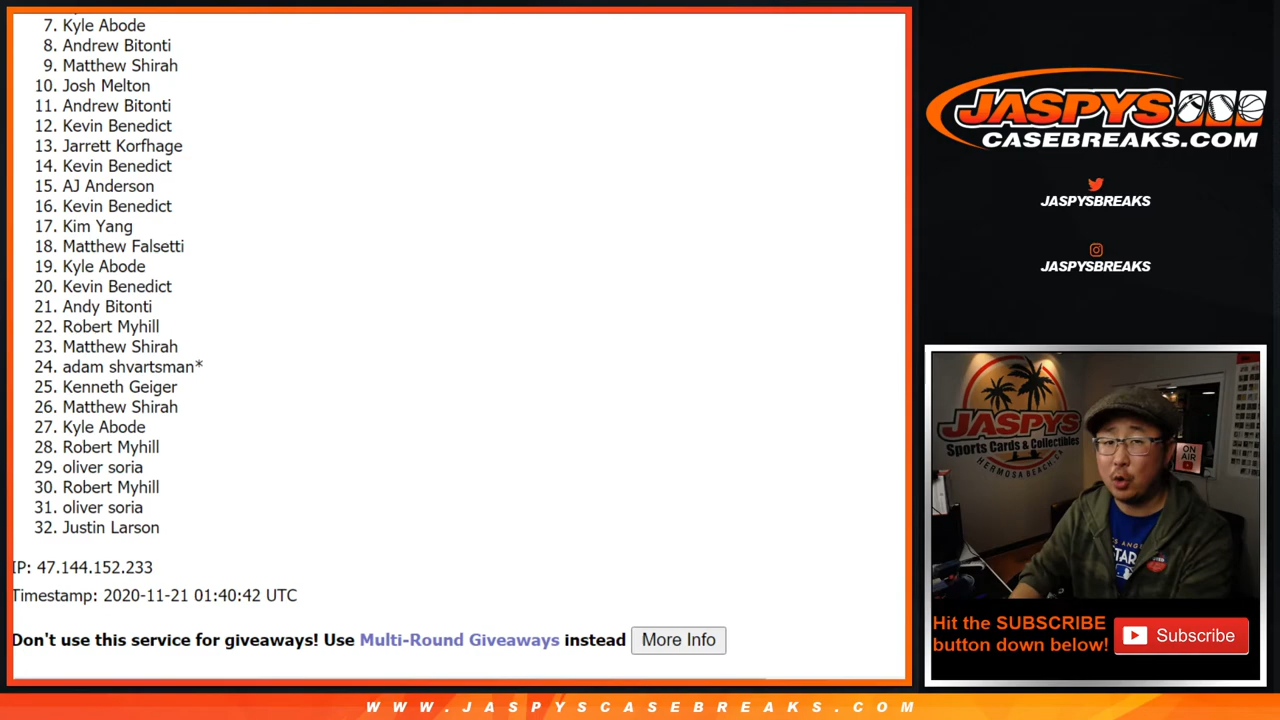 7. Kyle Abode
8. Andrew Bitonti
9. Matthew Shirah
10. Josh Melton
11. Andrew Bitonti
12. Kevin Benedict
13. Jarrett Korfhage
14. Kevin Benedict
15. AJ Anderson
16. Kevin Benedict
17. Kim Yang
18. Matthew Falsetti
19. Kyle Abode
20. Kevin Benedict
21. Andy Bitonti
22. Robert Myhill
23. Matthew Shirah
24. adam shvartsman*
25. Kenneth Geiger
26. Matthew Shirah
27. Kyle Abode
28. Robert Myhill
29. oliver soria
30. Robert Myhill
31. oliver soria
32. Justin Larson
IP: 47.144.152.233
Timestamp: 2020-11-21 01:40:42 UTC
Don't use this service for giveaways! Use Multi-Round Giveaways instead More Info
JASPYS
CASEBREAKS.COM
JASPYSBREAKS
JASPYSBREAKS
JASPYS
Sports Cards & Collectibles
HERMOSA BEACH, CA
ON
AIR
Hit the SUBSCRIBE
button down below!
Subscribe
WWW.JASPYSCASEBREAKS.COM